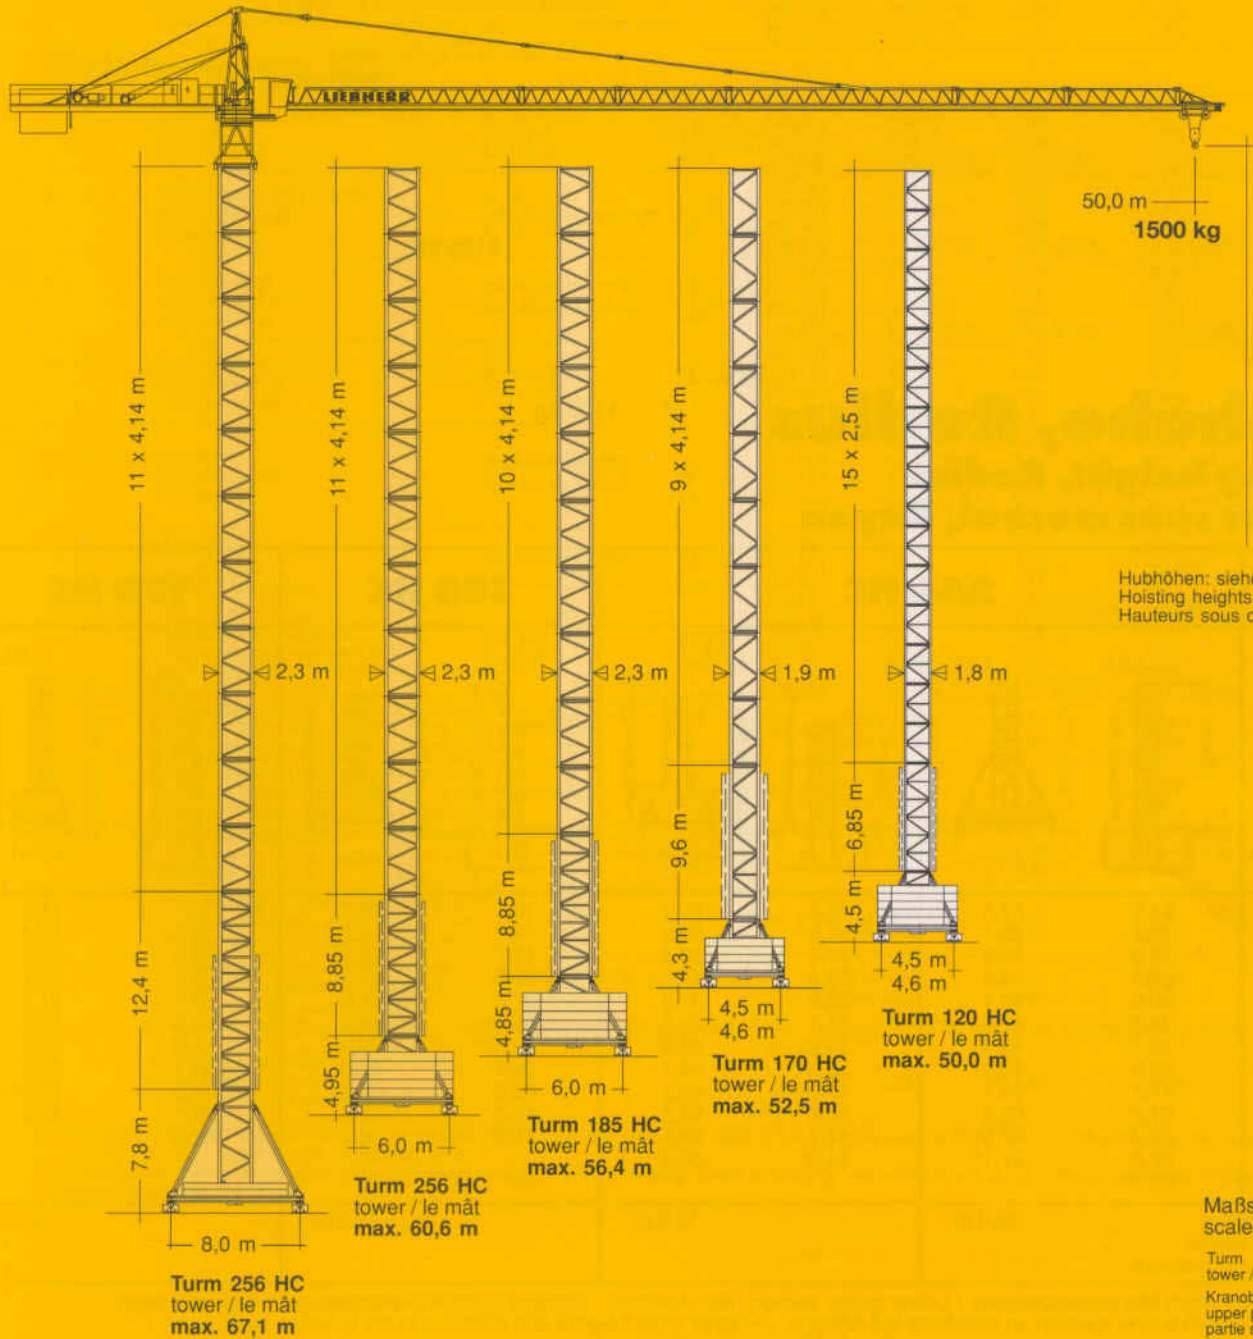 LIEBHERR
50,0 m
1500 kg
11 x 4,14 m
11 x 4,14 m
10 x 4,14 m
9 x 4,14 m
15 x 2,5 m
Hubhöhen: siehe
Hoisting heights
Hauteurs sous
2,3 m
2,3 m
2,3 m
1,9 m
1,8 m
12,4 m
8,85 m
8,85 m
9,6 m
6,85 m
7,8 m
4,95 m
4,85 m
4,3 m
4,5 m
8,0 m
Turm 256 HC
tower / le mât
max. 67,1 m
6,0 m
Turm 256 HC
tower / le mât
max. 60,6 m
6,0 m
Turm 185 HC
tower / le mât
max. 56,4 m
4,5 m
4,6 m
Turm 170 HC
tower / le mât
max. 52,5 m
4,5 m
4,6 m
Turm 120 HC
tower / le mât
max. 50,0 m
scale
Turm
tower /
upper
partie